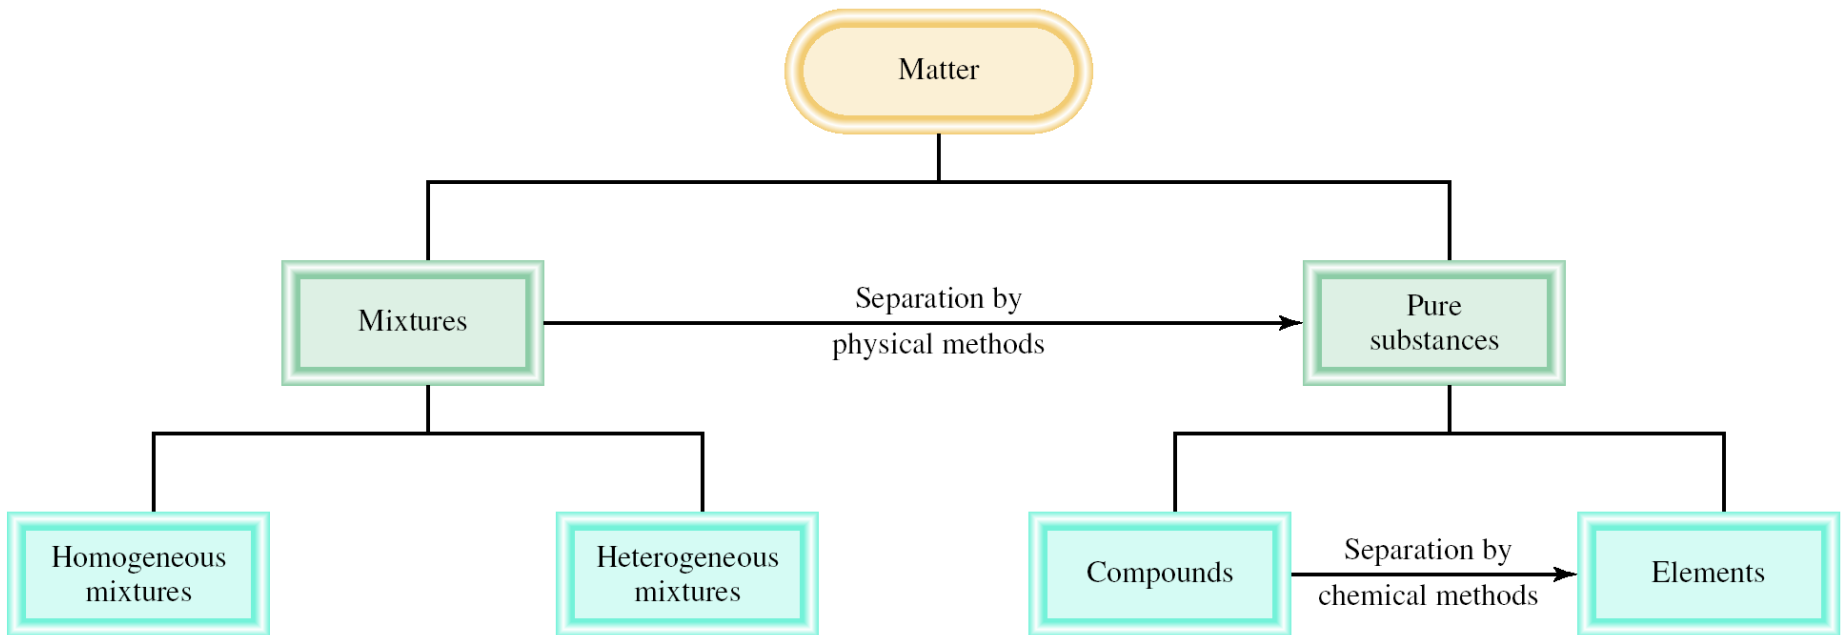 Matter
Mixtures
Separation by
physical methods
Pure
substances
Homogeneous
mixtures
Heterogeneous
mixtures
Compounds
Separation by
chemical methods
Elements